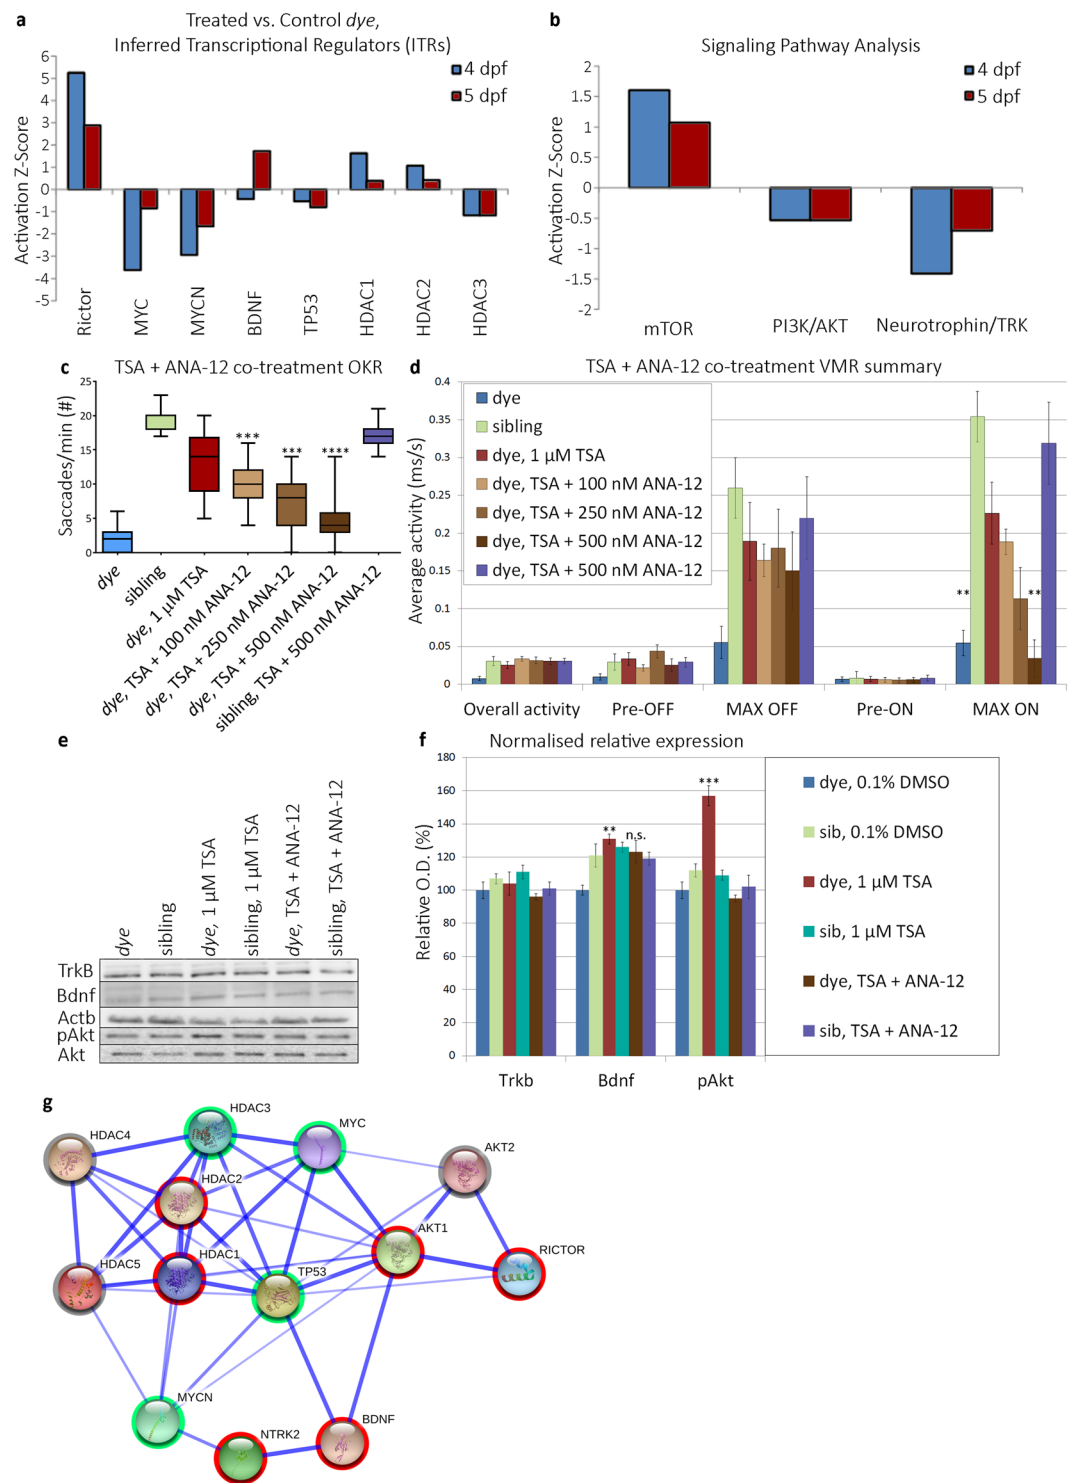 a
Treated vs. Control dye,
Inferred Transcriptional Regulators (ITRs)
Activation Z-Score
6
5
4
3
2
1
0
-1
-2
-3
-4
-5
4 dpf
5 dpf
Rictor
MYC
MYCN
BDNF
TP53
HDAC1
HDAC2
HDAC3
b
Signaling Pathway Analysis
Activation Z-Score
2
1.5
1
0.5
0
-0.5
-1
-1.5
-2
4 dpf
5 dpf
mTOR
PI3K/AKT
Neurotrophin/TRK
c
TSA + ANA-12 co-treatment OKR
Saccades/min (#)
25
20
15
10
5
0
***
***
****
dye
sibling
dye, 1 µM TSA
dye, TSA + 100 nM ANA-12
dye, TSA + 250 nM ANA-12
dye, TSA + 500 nM ANA-12
sibling, TSA + 500 nM ANA-12
d
TSA + ANA-12 co-treatment VMR summary
Average activity (ms/s)
0.4
0.35
0.3
0.25
0.2
0.15
0.1
0.05
0
dye
sibling
dye, 1 µM TSA
dye, TSA + 100 nM ANA-12
dye, TSA + 250 nM ANA-12
dye, TSA + 500 nM ANA-12
dye, TSA + 500 nM ANA-12
**
**
Overall activity
Pre-OFF
MAX OFF
Pre-ON
MAX ON
e
dye
sibling
dye, 1 µM TSA
sibling, 1 µM TSA
dye, TSA + ANA-12
sibling, TSA + ANA-12
TrkB
Bdnf
Actb
pAkt
Akt
f
Normalised relative expression
Relative O.D. (%)
180
160
140
120
100
80
60
40
20
0
**
n.s.
***
Trkb
Bdnf
pAkt
dye, 0.1% DMSO
sib, 0.1% DMSO
dye, 1 µM TSA
sib, 1 µM TSA
dye, TSA + ANA-12
sib, TSA + ANA-12
g
HDAC3
MYC
HDAC4
AKT2
HDAC2
AKT1
RICTOR
HDAC1
HDAC5
TP53
MYCN
BDNF
NTRK2